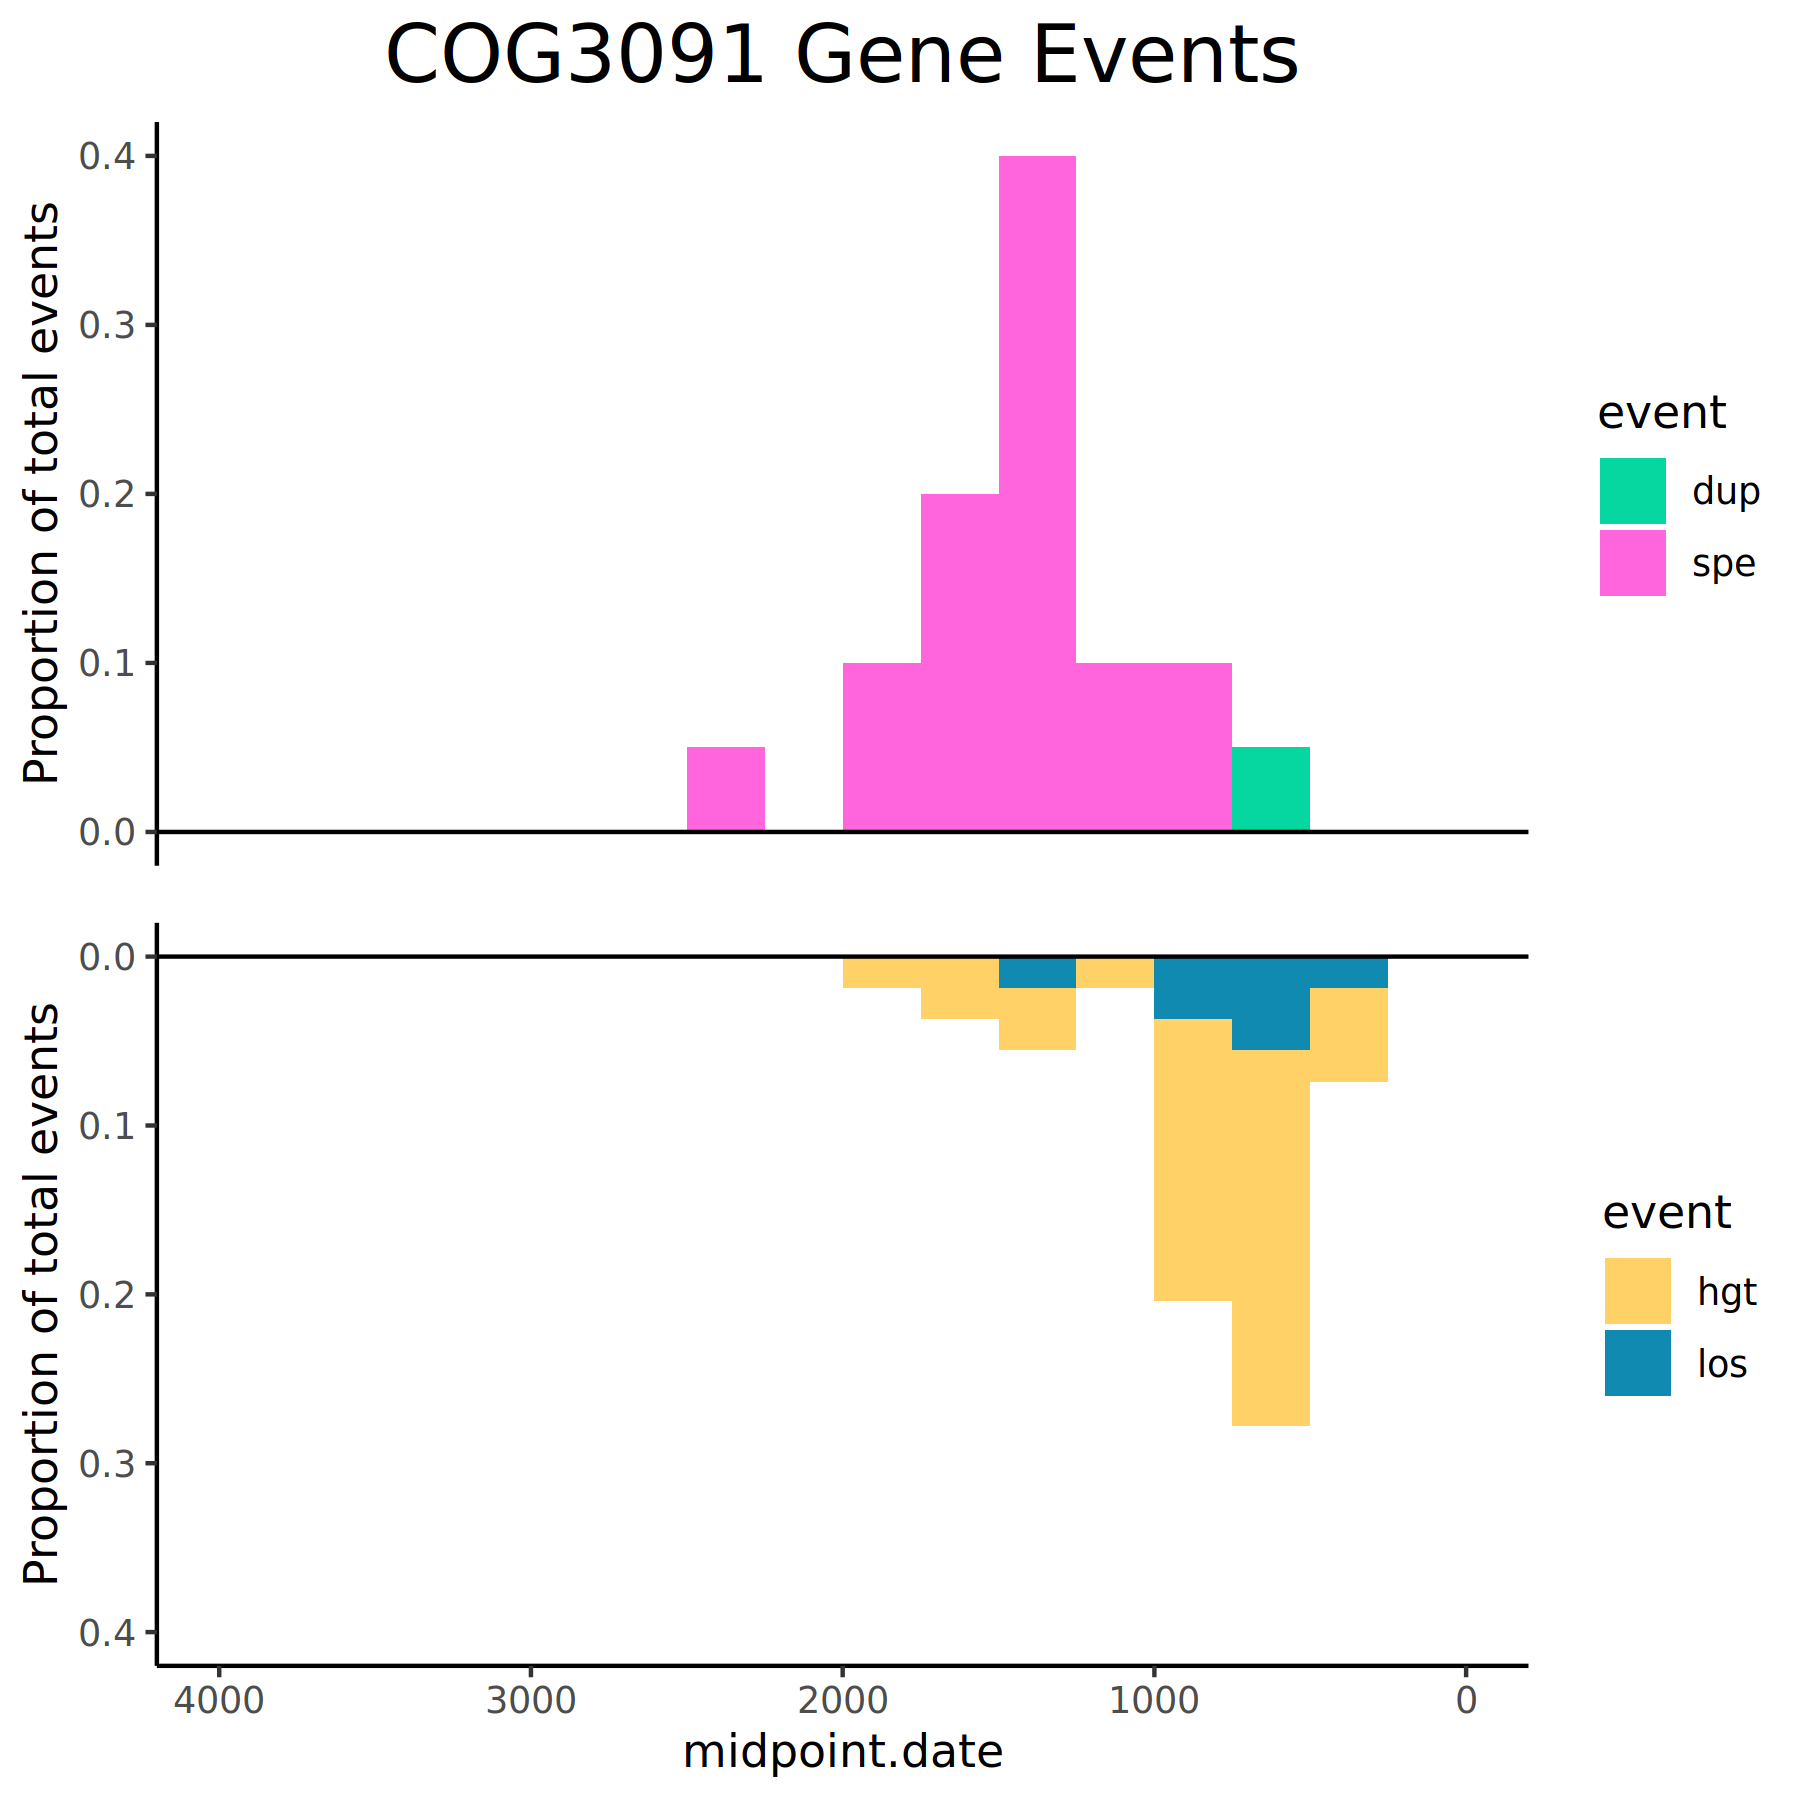 COG3091 Gene Events
Proportion of total events
0.4
0.3
0.2
0.1
0.0
event
dup
spe
Proportion of total events
0.0
0.1
0.2
0.3
0.4
event
hgt
los
4000 3000 2000 1000 0
midpoint.date